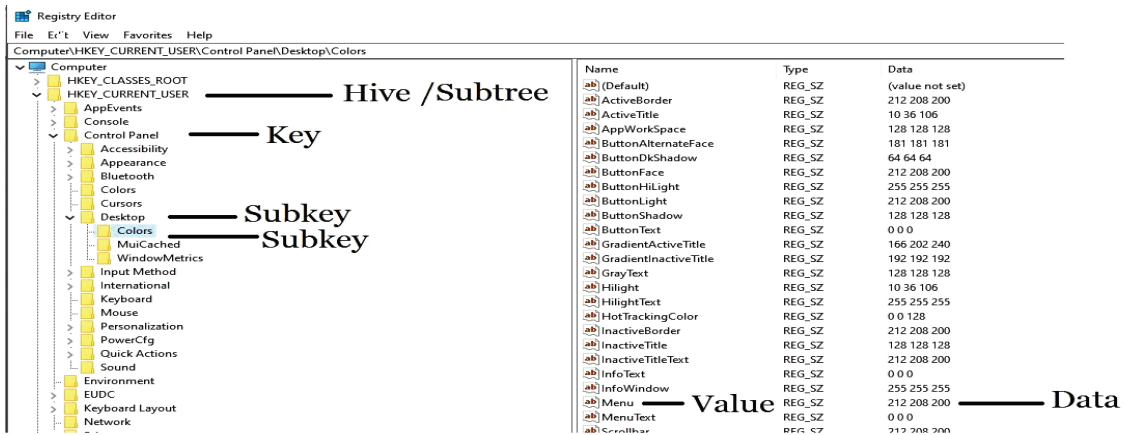 Registry Editor
File Edit View Favorites Help
Computer\HKEY_CURRENT_USER\Control Panel\Desktop\Colors
Computer
HKEY_CLASSES_ROOT
HKEY_CURRENT_USER Hive /Subtree
AppEvents
Console
Control Panel Key
Accessibility
Appearance
Bluetooth
Colors
Cursors
Desktop Subkey
Colors Subkey
MuiCached
WindowMetrics
Input Method
International
Keyboard
Mouse
Personalization
PowerCfg
Quick Actions
Sound
Environment
EUDC
Keyboard Layout
Network
Name Type Data
(Default) REG_SZ (value not set)
ActiveBorder REG_SZ 212 208 200
ActiveTitle REG_SZ 10 36 106
AppWorkSpace REG_SZ 128 128 128
ButtonAlternateFace REG_SZ 181 181 181
ButtonDkShadow REG_SZ 64 64 64
ButtonFace REG_SZ 212 208 200
ButtonHiLight REG_SZ 255 255 255
ButtonLight REG_SZ 212 208 200
ButtonShadow REG_SZ 128 128 128
ButtonText REG_SZ 0 0 0
GradientActiveTitle REG_SZ 166 202 240
GradientInactiveTitle REG_SZ 192 192 192
GrayText REG_SZ 128 128 128
Hilight REG_SZ 10 36 106
HilightText REG_SZ 255 255 255
HotTrackingColor REG_SZ 0 0 128
InactiveBorder REG_SZ 212 208 200
InactiveTitle REG_SZ 128 128 128
InactiveTitleText REG_SZ 212 208 200
InfoText REG_SZ 0 0 0
InfoWindow REG_SZ 255 255 255
Menu Value REG_SZ 212 208 200 Data
MenuText REG_SZ 0 0 0
Scrollbar REG_SZ 212 208 200